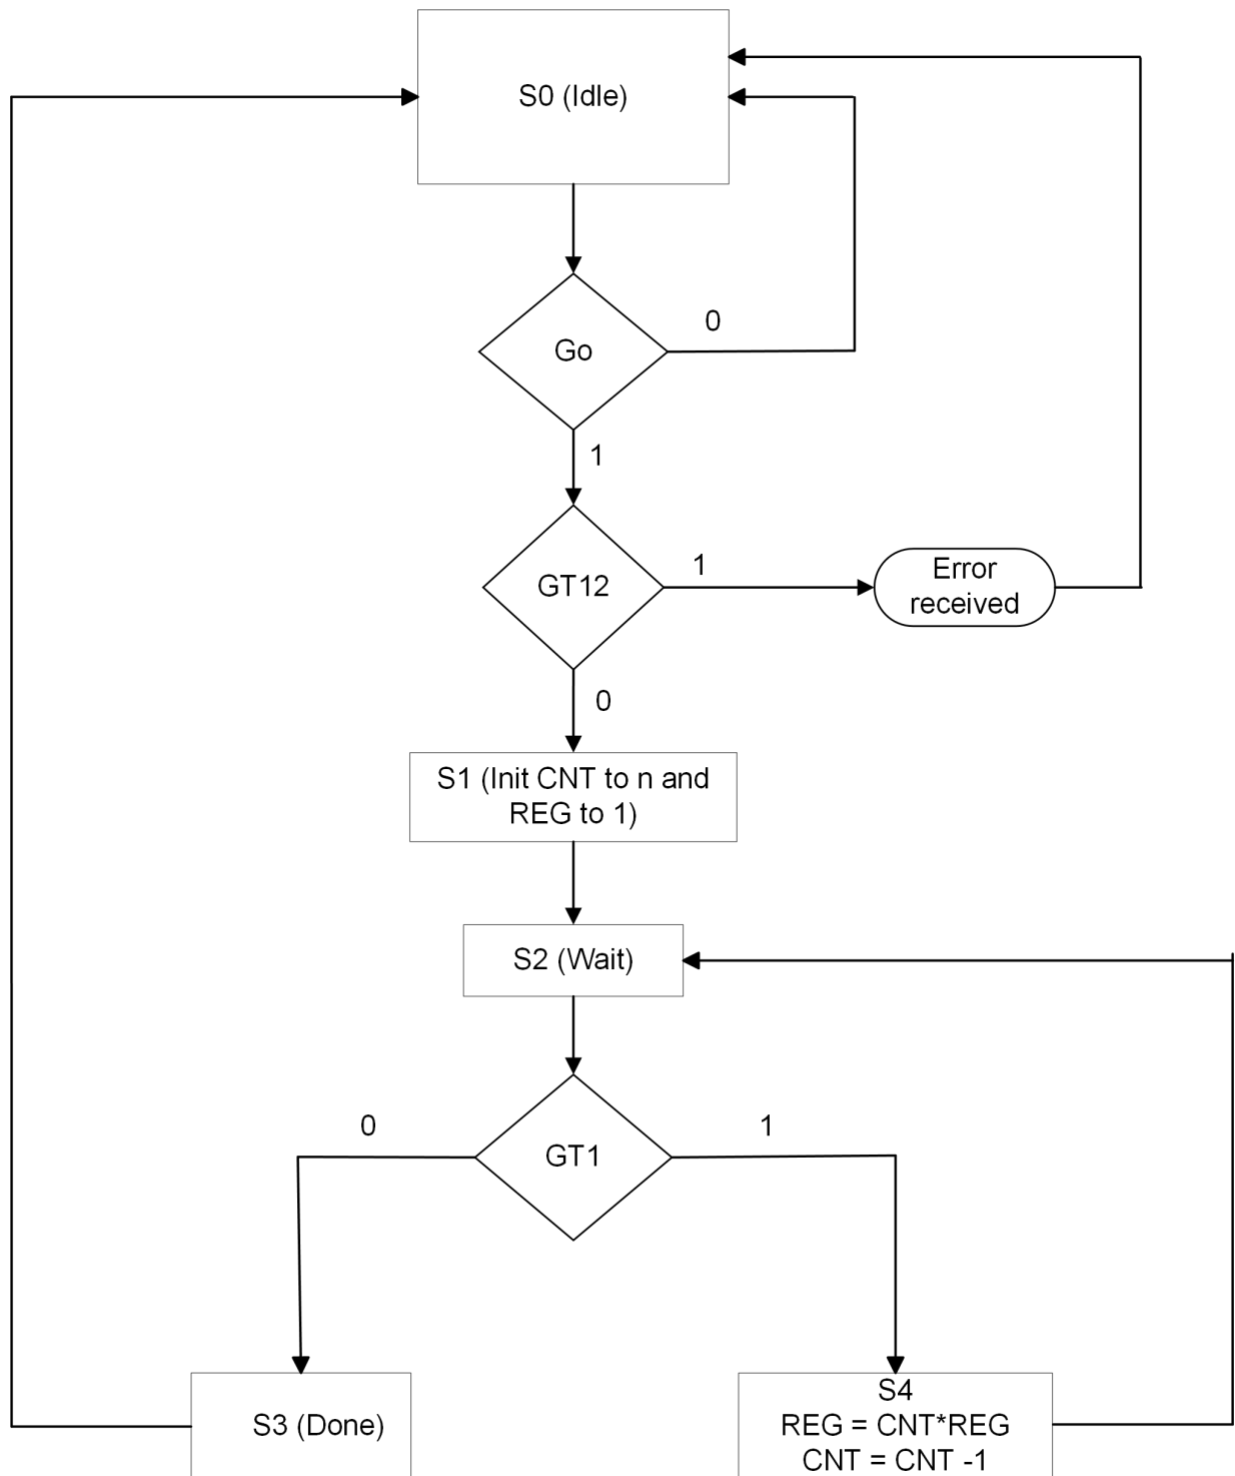 S0 (Idle)
Go
0
1
GT12
1
Error
received
0
S1 (Init CNT to n and
REG to 1)
S2 (Wait)
0
GT1
1
S3 (Done)
S4
REG = CNT*REG
CNT = CNT -1